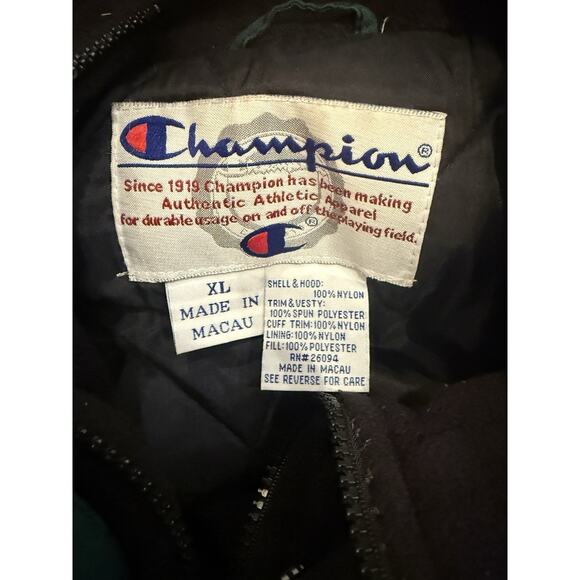 Champion®
Since 1919 Champion has been making
Authentic Athletic Apparel
for durable usage on and off the playing field.
®
XL
MADE IN
MACAU
SHELL & HOOD:
100% NYLON
TRIM & VESTY:
100% SPUN POLYESTER
CUFF TRIM: 100% NYLON
LINING: 100% NYLON
FILL: 100% POLYESTER
RN# 26094
MADE IN MACAU
SEE REVERSE FOR CARE